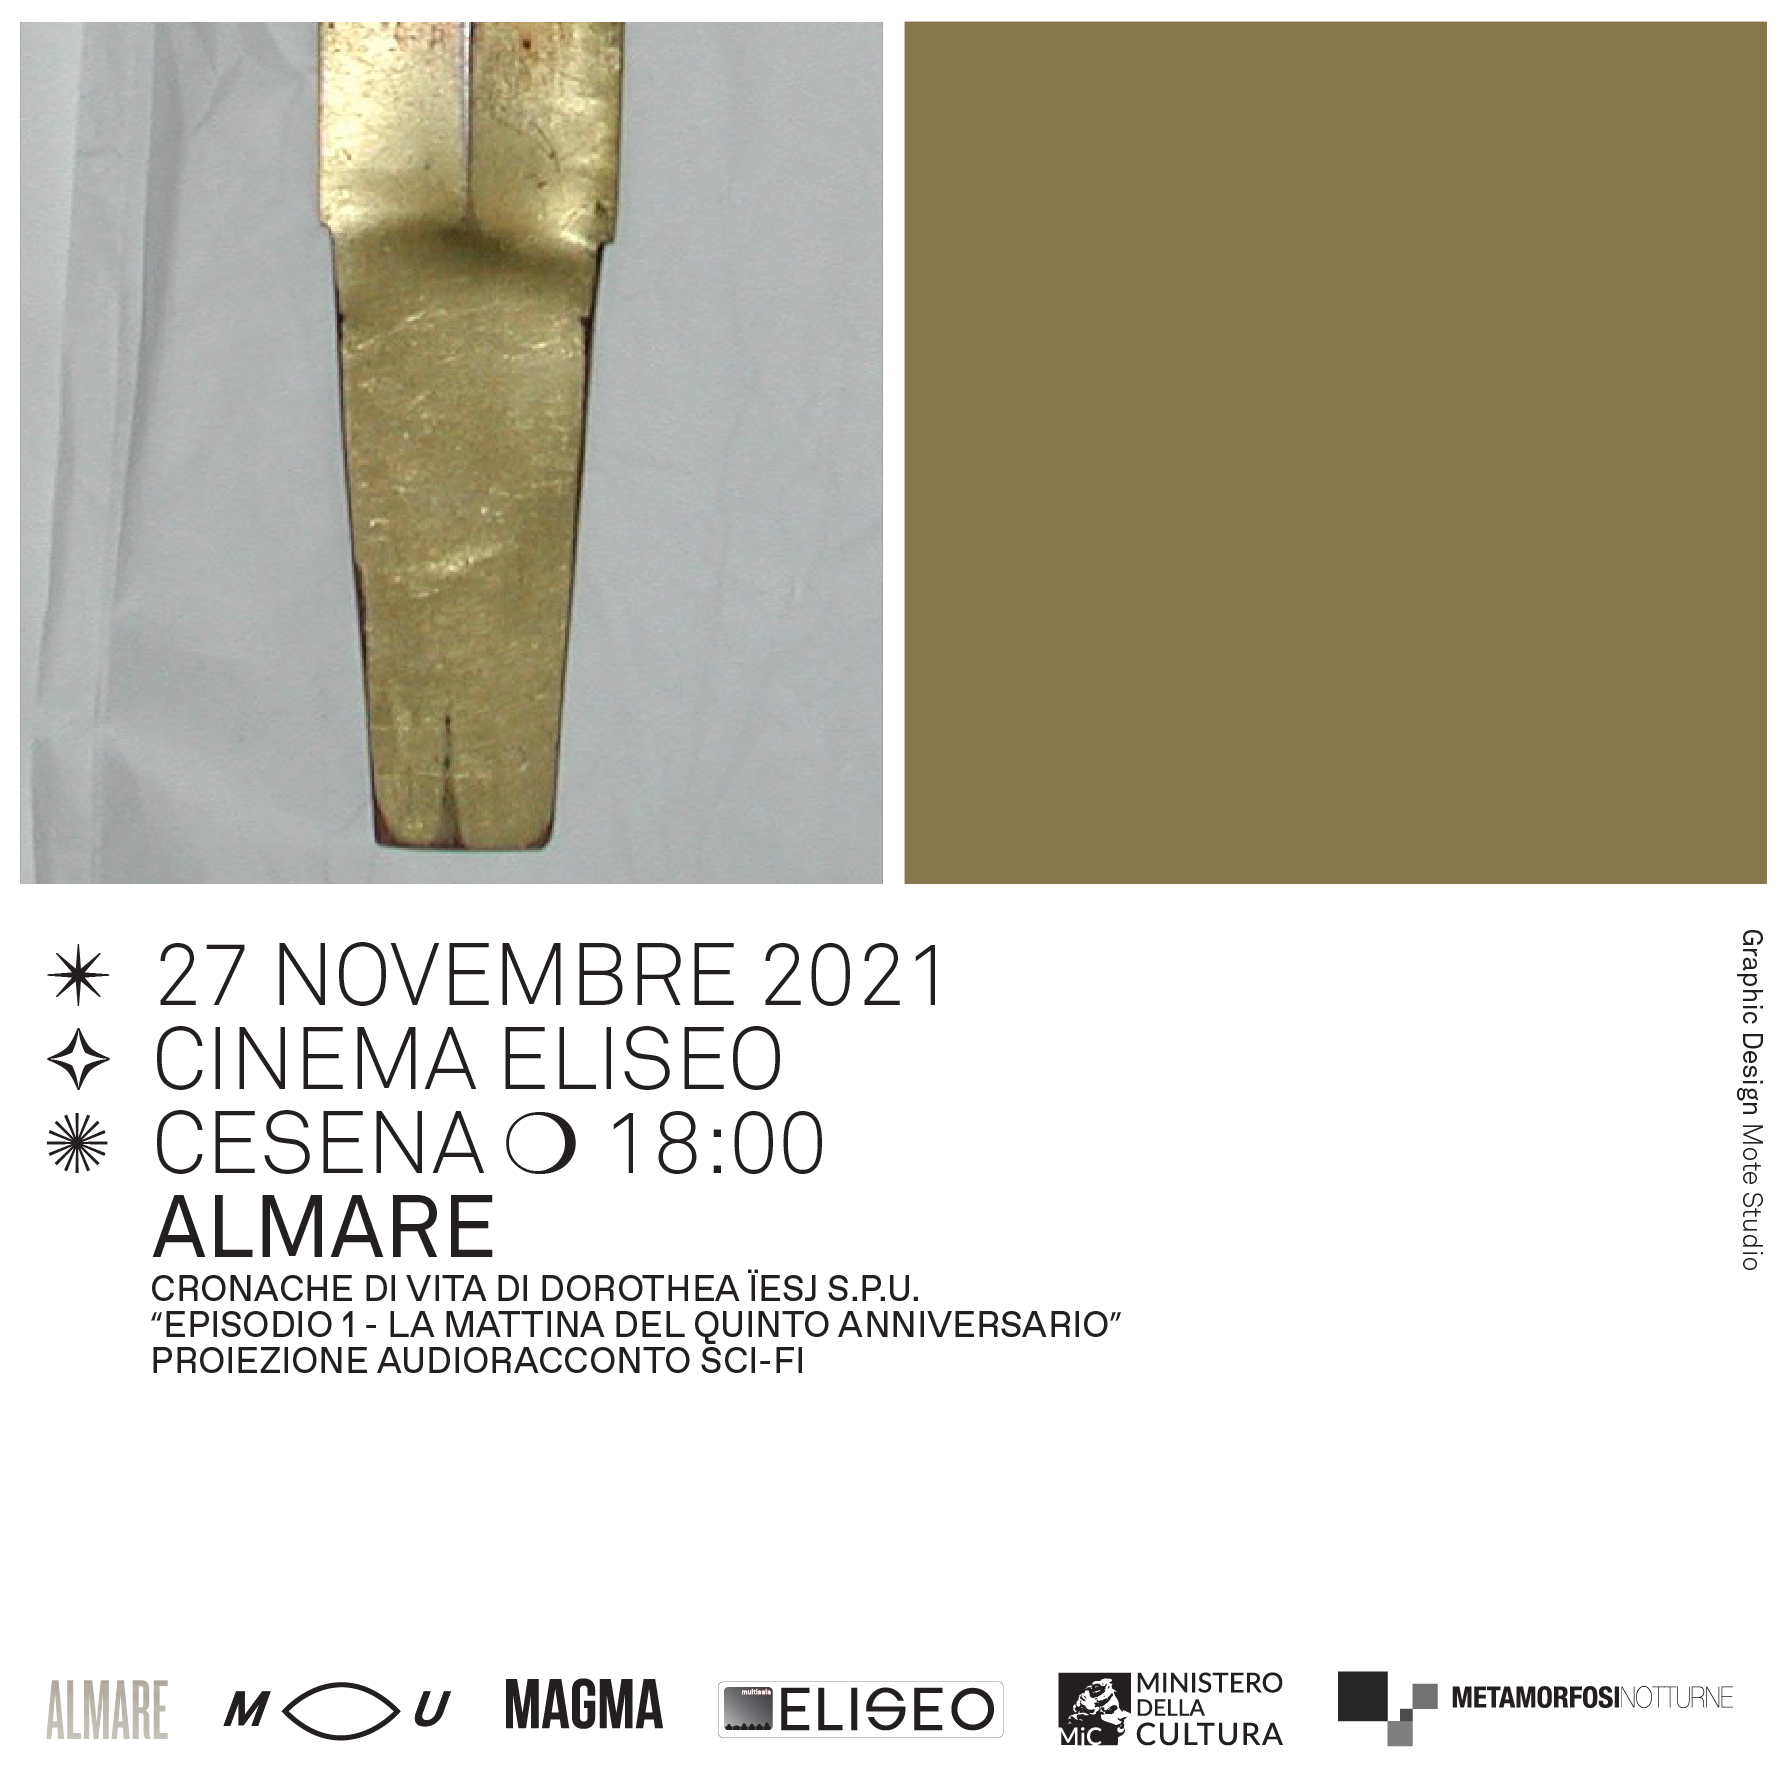 27 NOVEMBRE 2021
CINEMA ELISEO
CESENA 18:00
ALMARE
CRONACHE DI VITA DI DOROTHEA ÏESJ S.P.U.
“EPISODIO 1 - LA MATTINA DEL QUINTO ANNIVERSARIO”
PROIEZIONE AUDIORACCONTO SCI-FI
Graphic Design Mote Studio
ALMARE
M U
MAGMA
multisala
ELISEO
MiC
MINISTERO
DELLA
CULTURA
METAMORFOSINOTTURNE